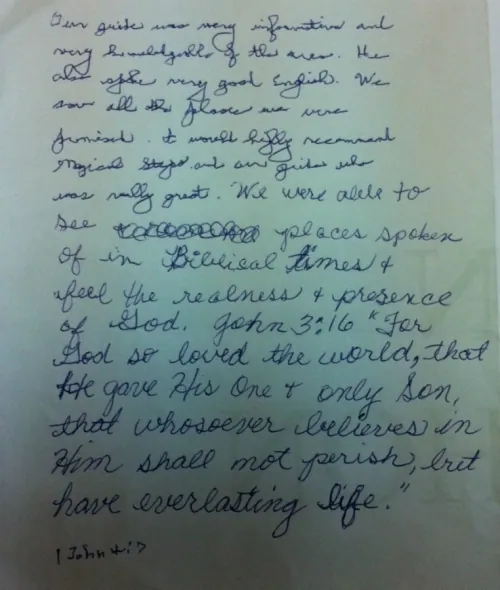 Our guide was very informative and
very knowledgeable of the area. He
also spoke very good English. We
saw all the places we were
promised. I would highly recommend
Magical and our guide who
was really great. We were able to
see places spoken
of in Biblical times &
feel the realness & presence
of God. John 3:16 "For
God so loved the world, that
He gave His One & only Son,
that whosoever believes in
Him shall not perish, but
have everlasting life."
1 John